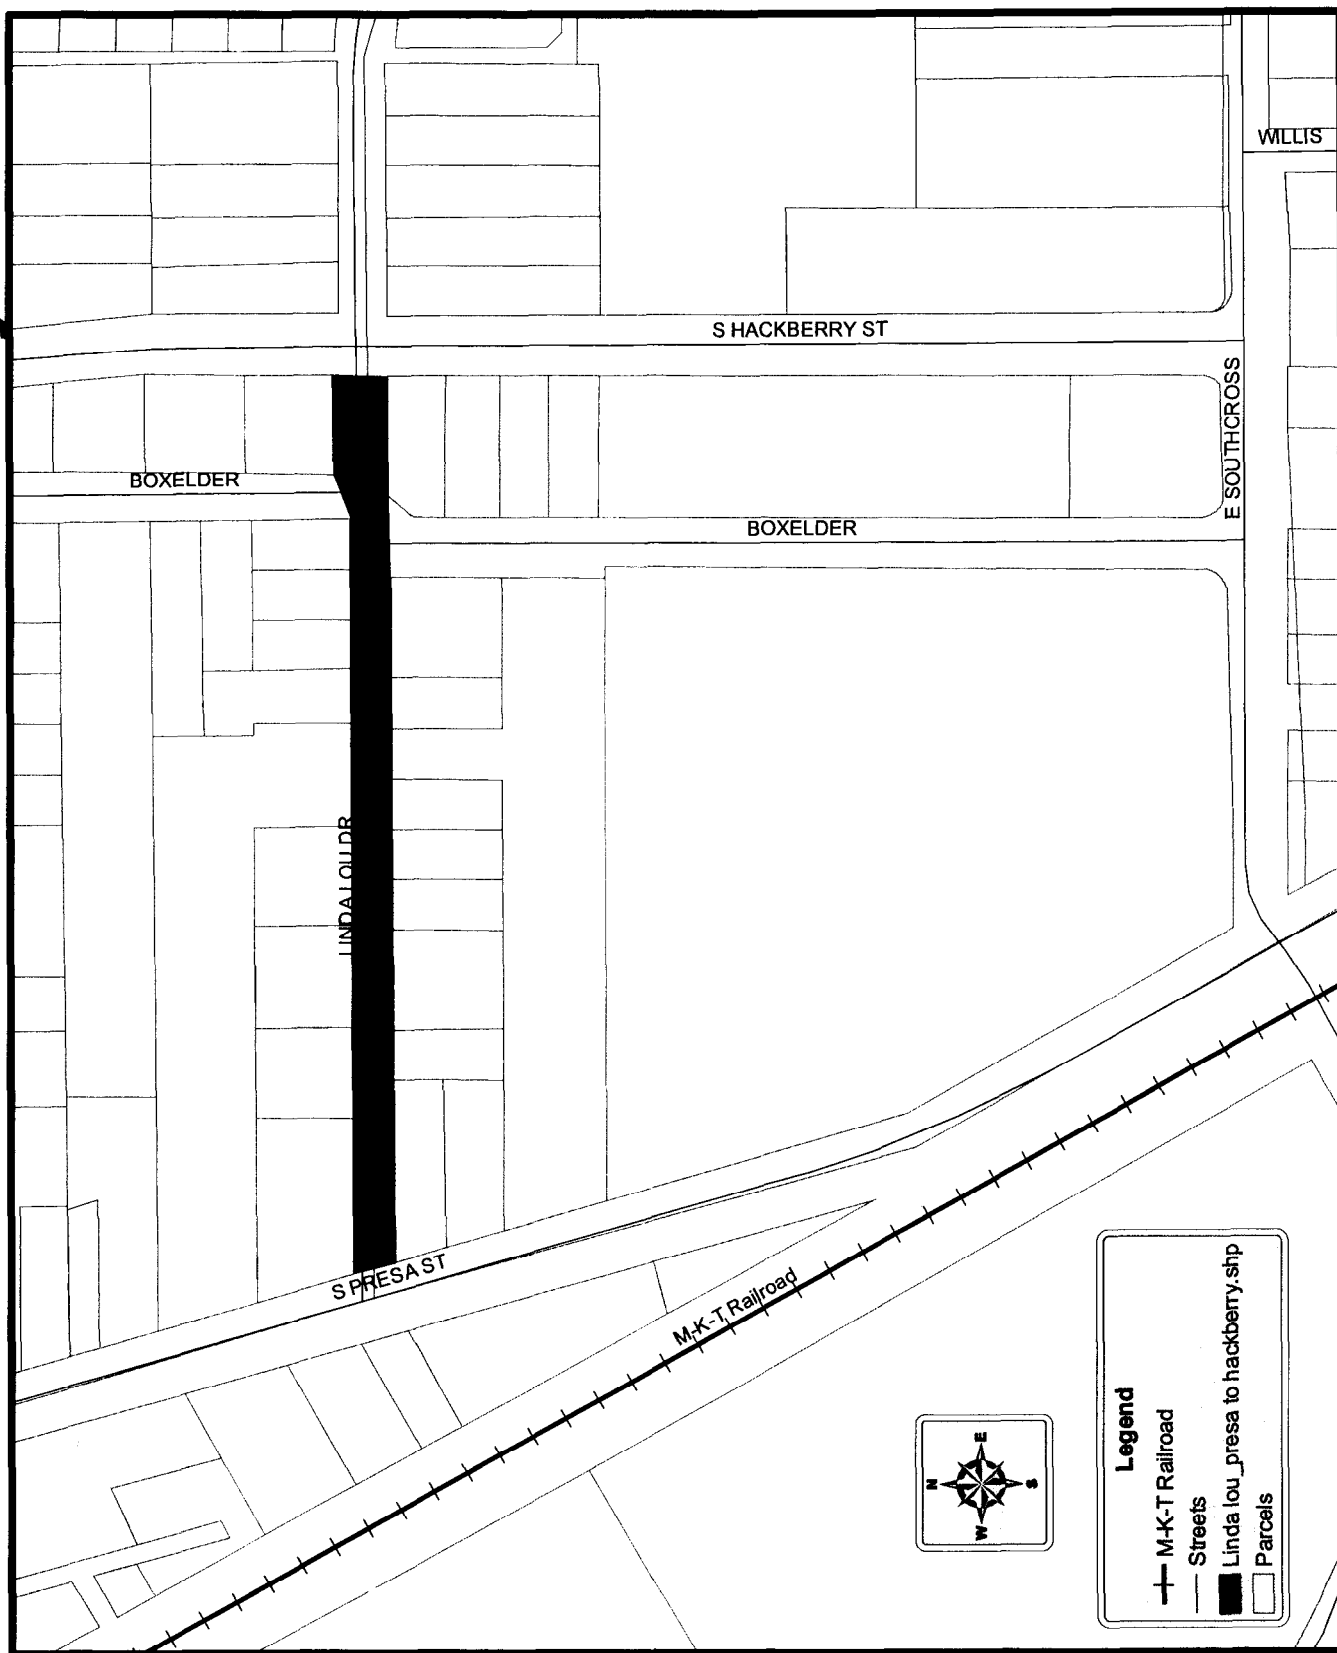 WILLIS
S HACKBERRY ST
E SOUTHCROSS
BOXELDER
BOXELDER
LINDA LOU DR
S PRESA ST
M-K-T Railroad
N
W
E
S
Legend
M-K-T Railroad
Streets
Linda lou_presa to hackberry.shp
Parcels